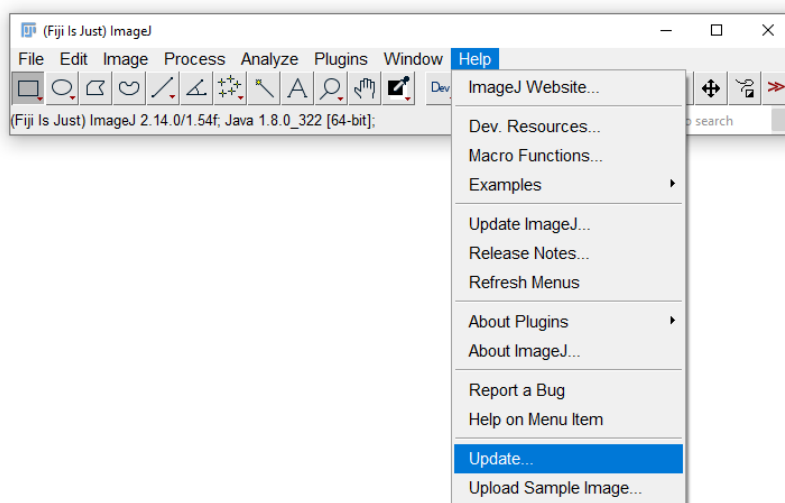 (Fiji Is Just) ImageJ
File Edit Image Process Analyze Plugins Window Help
A Dev
(Fiji Is Just) ImageJ 2.14.0/1.54f; Java 1.8.0_322 [64-bit];
search
ImageJ Website...
Dev. Resources...
Macro Functions...
Examples
Update ImageJ...
Release Notes...
Refresh Menus
About Plugins
About ImageJ...
Report a Bug
Help on Menu Item
Update...
Upload Sample Image...